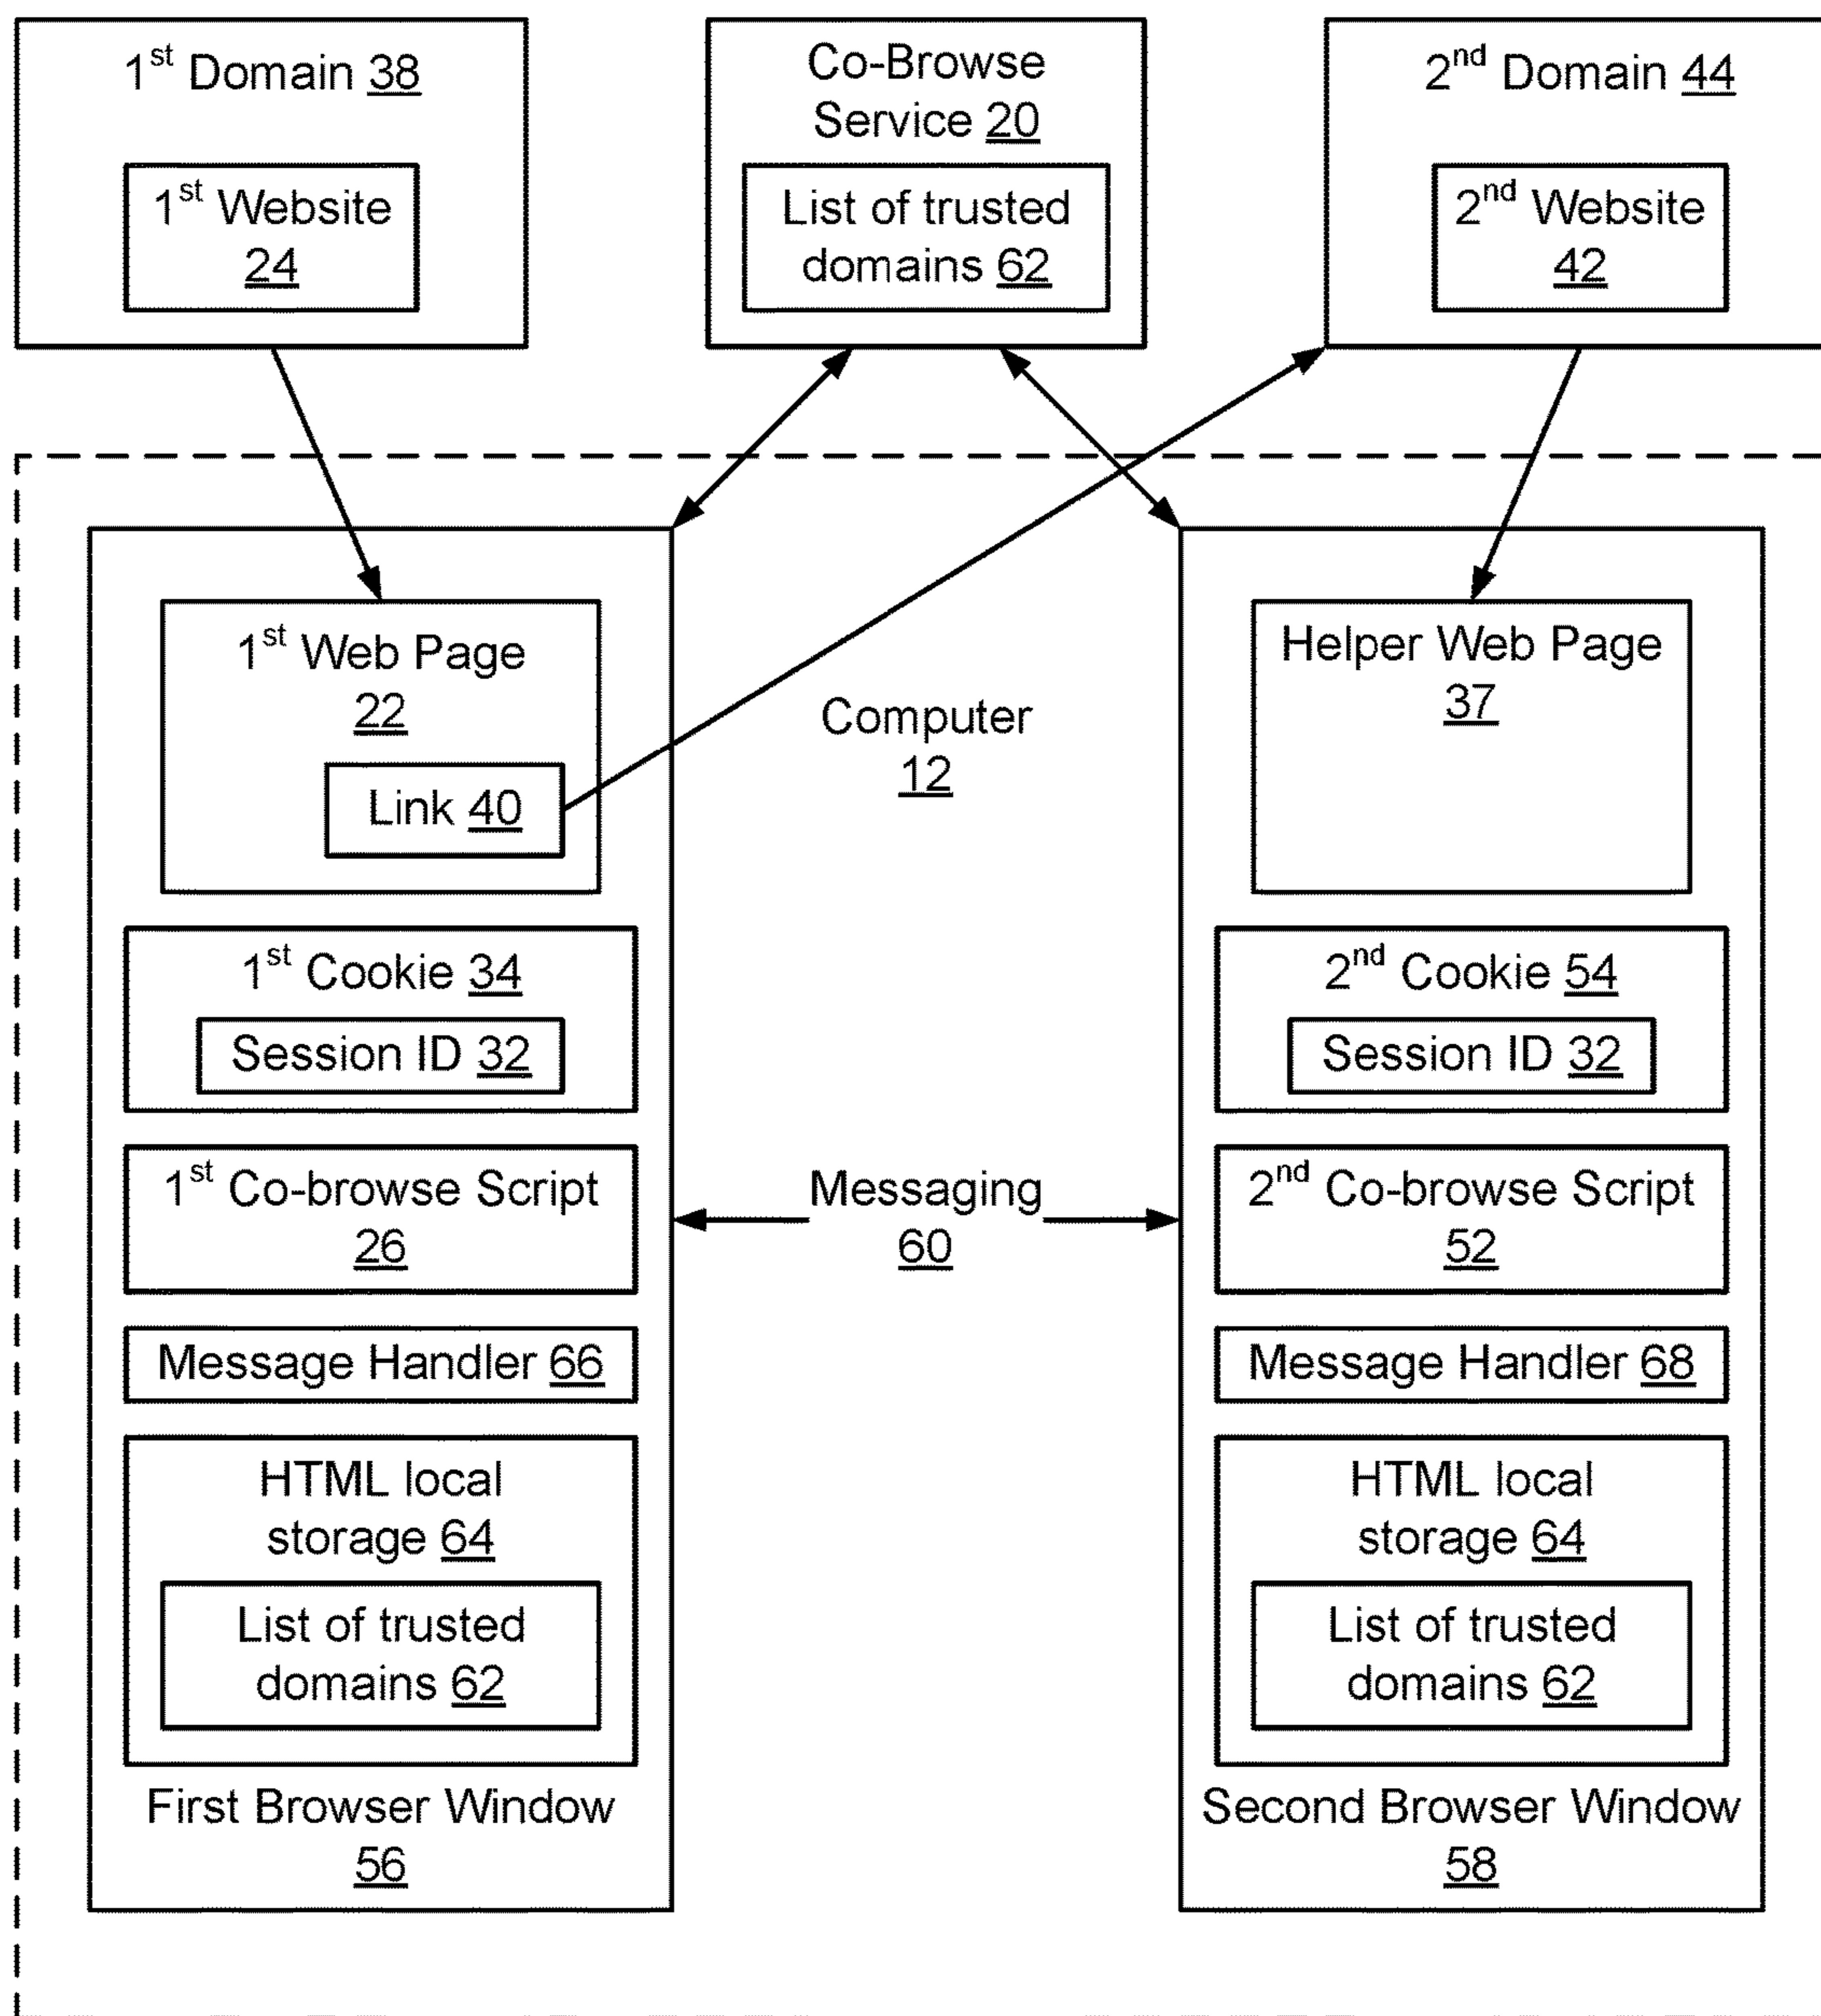 1st Domain 38
1st Website
24
Co-Browse
Service 20
List of trusted
domains 62
2nd Domain 44
2nd Website
42
1st Web Page
22
Link 40
Computer
12
Helper Web Page
37
1st Cookie 34
Session ID 32
2nd Cookie 54
Session ID 32
1st Co-browse Script
26
Messaging
60
2nd Co-browse Script
52
Message Handler 66
Message Handler 68
HTML local
storage 64
List of trusted
domains 62
First Browser Window
56
HTML local
storage 64
List of trusted
domains 62
Second Browser Window
58